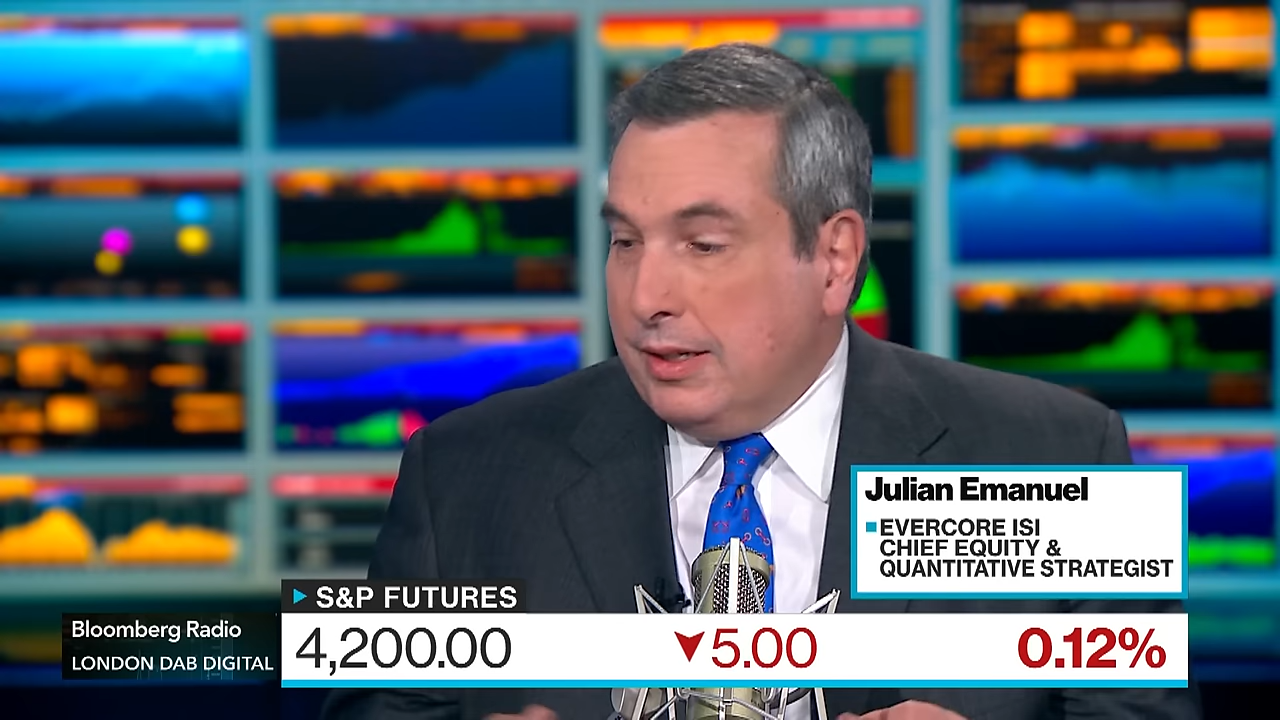 Julian Emanuel
EVERCORE ISI
CHIEF EQUITY &
QUANTITATIVE STRATEGIST
S&P FUTURES
Bloomberg Radio
LONDON DAB DIGITAL
4,200.00 5.00 0.12%